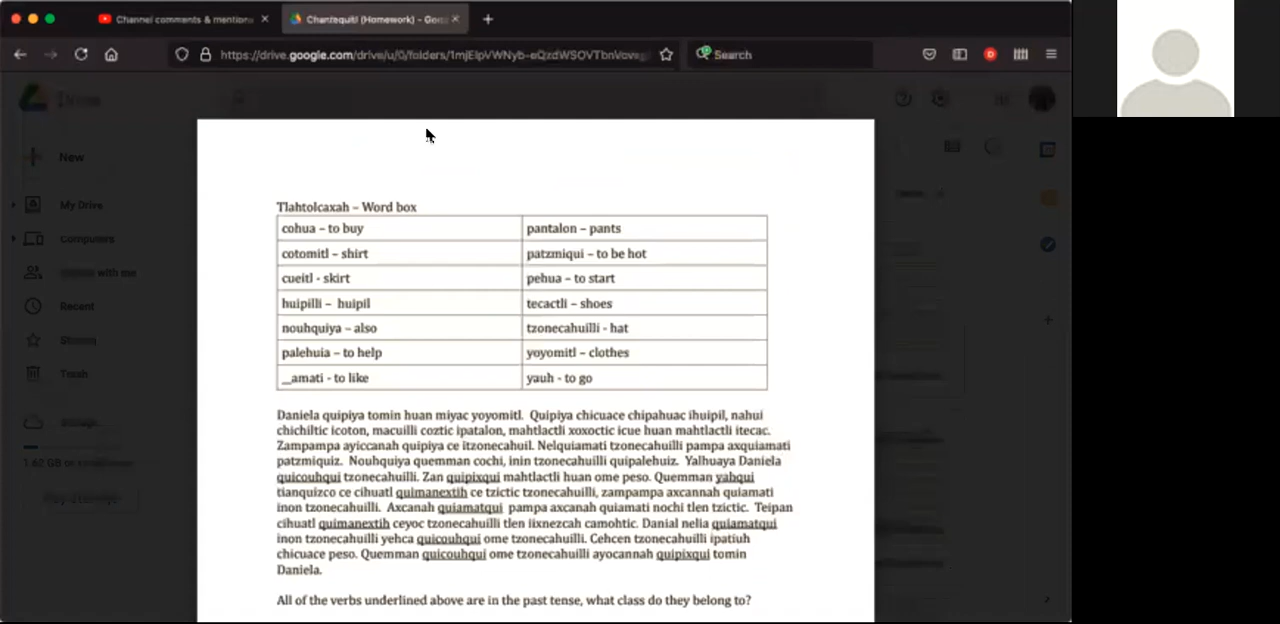 Channel comments & mention
Chantequitl (Homework) - Goo
https://drive.google.com/drive/u/0/folders/
Search
Drive
New
My Drive
Computers
with me
Recent
Starred
Trash
Storage
1.62 GB
Tlahtolcaxah – Word box
cohua – to buy
pantalon – pants
cotomitl – shirt
patzmiqui – to be hot
cueitl - skirt
pehua – to start
huipilli – huipil
tecactli – shoes
nouhquiya – also
tzonecahuilli - hat
palehuia – to help
yoyomitl – clothes
__amati - to like
yauh - to go
Daniela quipiya tomin huan miyac yoyomitl. Quipiya chicuace chipahuac ihuipil, nahui
chichiltic icoton, macuilli coztic ipatalon, mahtlactli xoxoctic icue huan mahtlactli itecac.
Zampampa ayiccanah quipiya ce itzonecahuil. Nelquiamati tzonecahuilli pampa axquiamati
patzmiquiz. Nouhquiya quemman cochi, inin tzonecahuilli quipalehuiz. Yalhuaya Daniela
quicouhqui tzonecahuilli. Zan quipixqui mahtlactli huan ome peso. Quemman yahqui
tianquizco ce cihuatl quimanextih ce tzictic tzonecahuilli, zampampa axcannah quiamati
inon tzonecahuilli. Axcanah quiamatqui pampa axcanah quiamati nochi tlen tzictic. Teipan
cihuatl quimanextih ceyoc tzonecahuilli tlen iixnezcah camohtic. Danial nelia quiamatqui
inon tzonecahuilli yehca quicouhqui ome tzonecahuilli. Cehcen tzonecahuilli ipatiuh
chicuace peso. Quemman quicouhqui ome tzonecahuilli ayocannah quipixqui tomin
Daniela.
All of the verbs underlined above are in the past tense, what class do they belong to?